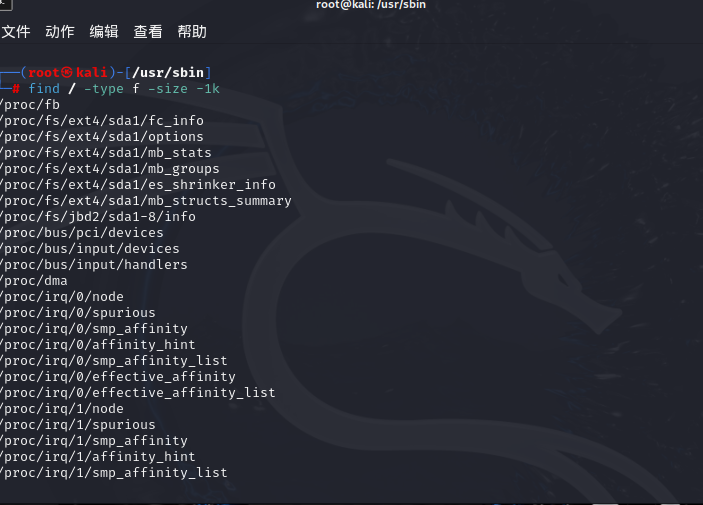 root@kali: /usr/sbin
文件 动作 编辑 查看 帮助
──(root㉿kali)-[/usr/sbin]
─# find / -type f -size -1k
/proc/fb
/proc/fs/ext4/sda1/fc_info
/proc/fs/ext4/sda1/options
/proc/fs/ext4/sda1/mb_stats
/proc/fs/ext4/sda1/mb_groups
/proc/fs/ext4/sda1/es_shrinker_info
/proc/fs/ext4/sda1/mb_structs_summary
/proc/fs/jbd2/sda1-8/info
/proc/bus/pci/devices
/proc/bus/input/devices
/proc/bus/input/handlers
/proc/dma
/proc/irq/0/node
/proc/irq/0/spurious
/proc/irq/0/smp_affinity
/proc/irq/0/affinity_hint
/proc/irq/0/smp_affinity_list
/proc/irq/0/effective_affinity
/proc/irq/0/effective_affinity_list
/proc/irq/1/node
/proc/irq/1/spurious
/proc/irq/1/smp_affinity
/proc/irq/1/affinity_hint
/proc/irq/1/smp_affinity_list